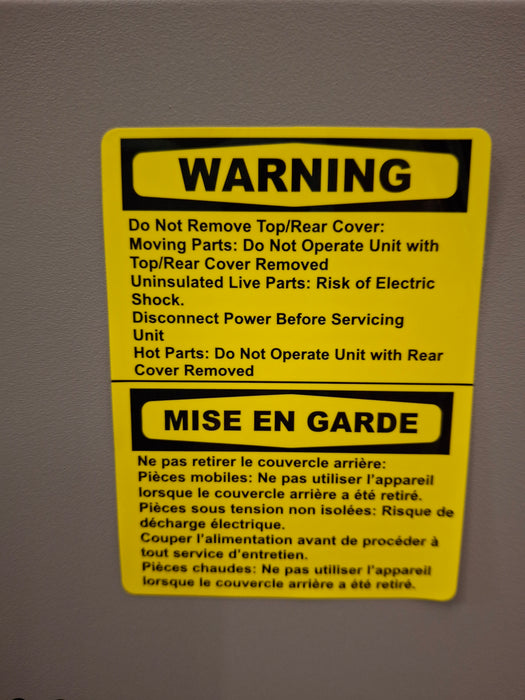 WARNING
Do Not Remove Top/Rear Cover:
Moving Parts: Do Not Operate Unit with
Top/Rear Cover Removed
Uninsulated Live Parts: Risk of Electric
Shock.
Disconnect Power Before Servicing
Unit
Hot Parts: Do Not Operate Unit with Rear
Cover Removed
MISE EN GARDE
Ne pas retirer le couvercle arrière:
Pièces mobiles: Ne pas utiliser l'appareil
lorsque le couvercle arrière a été retiré.
Pièces sous tension non isolées: Risque de
décharge électrique.
Couper l'alimentation avant de procéder à
tout service d'entretien.
Pièces chaudes: Ne pas utiliser l'appareil
lorsque le couvercle arrière a été retiré.